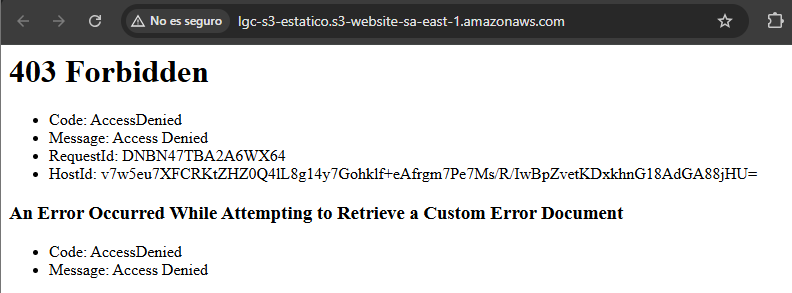 No es seguro lgc-s3-estatico.s3-website-sa-east-1.amazonaws.com
403 Forbidden
Code: AccessDenied
Message: Access Denied
RequestId: DNBN47TBA2A6WX64
HostId: v7w5eu7XFCRKtZHZ0Q4lL8g14y7Gohklf+eAfrgm7Pe7Ms/R/IwBpZvetKDxkhnG18AdGA88jHU=
An Error Occurred While Attempting to Retrieve a Custom Error Document
Code: AccessDenied
Message: Access Denied